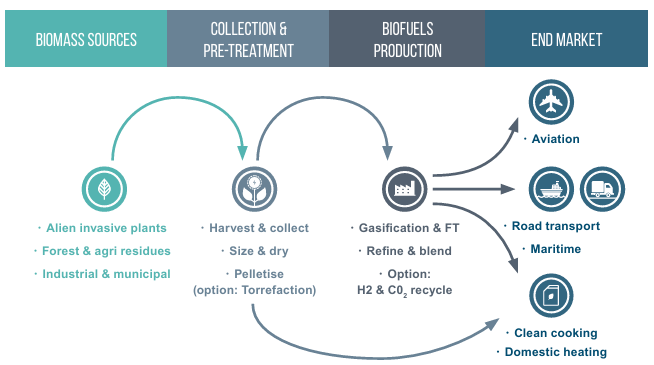 BIOMASS SOURCES
COLLECTION &
PRE-TREATMENT
BIOFUELS
PRODUCTION
END MARKET
· Alien invasive plants
· Forest & agri residues
· Industrial & municipal
· Harvest & collect
· Size & dry
· Pelletise
(option: Torrefaction)
· Gasification & FT
· Refine & blend
· Option:
H2 & C0₂ recycle
· Aviation
· Road transport
· Maritime
· Clean cooking
· Domestic heating